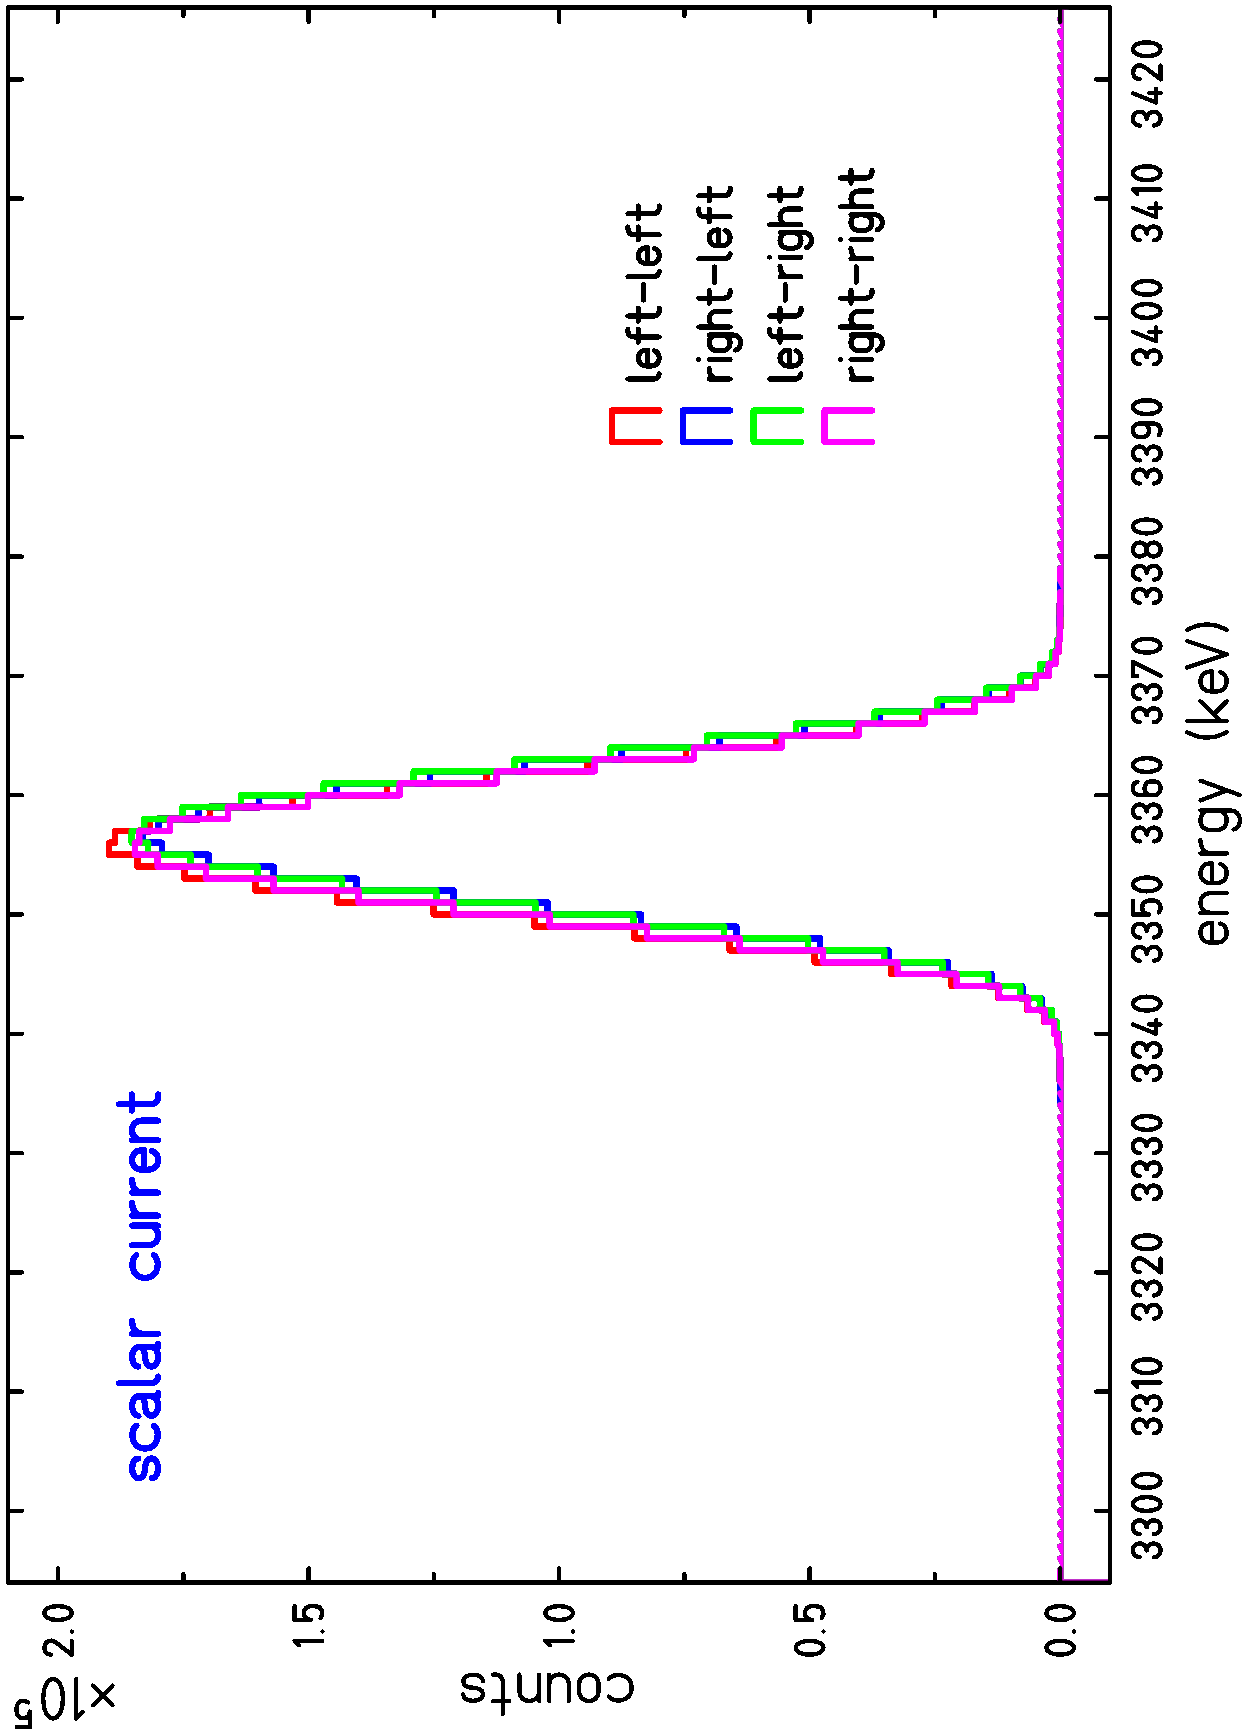 ×10⁵
2.0
1.5
1.0
0.5
0.0
counts
scalar current
left-left
right-left
left-right
right-right
3300 3310 3320 3330 3340 3350 3360 3370 3380 3390 3400 3410 3420
energy (keV)